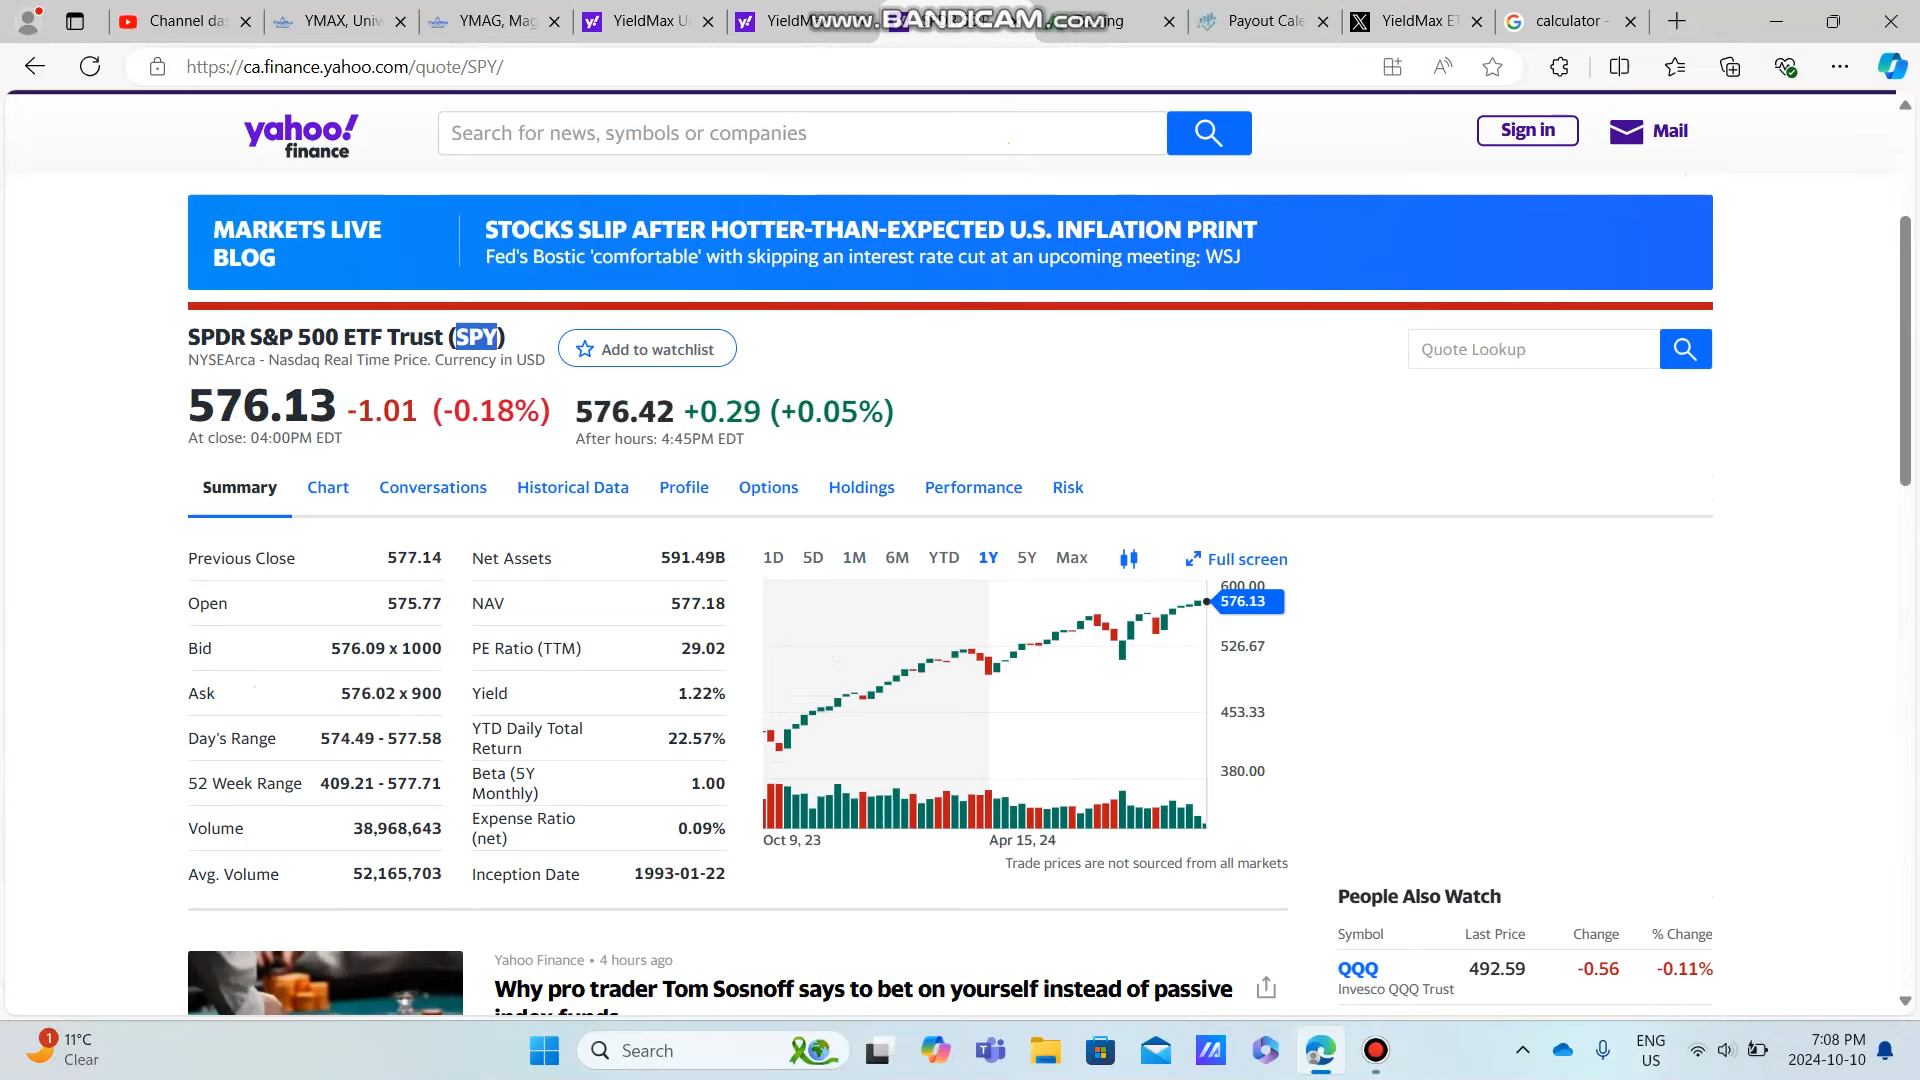 Channel da
YMAX, Univ
YMAG, Mag
YieldMax U
YieldM
www.BANDICAM.com
ing
Payout Cale
YieldMax ET
calculator -
https://ca.finance.yahoo.com/quote/SPY/
yahoo!
finance
Search for news, symbols or companies
Sign in
Mail
MARKETS LIVE
BLOG
STOCKS SLIP AFTER HOTTER-THAN-EXPECTED U.S. INFLATION PRINT
Fed's Bostic 'comfortable' with skipping an interest rate cut at an upcoming meeting: WSJ
SPDR S&P 500 ETF Trust (SPY)
NYSEArca - Nasdaq Real Time Price. Currency in USD
Add to watchlist
Quote Lookup
576.13 -1.01 (-0.18%) 576.42 +0.29 (+0.05%)
At close: 04:00PM EDT
After hours: 4:45PM EDT
Summary Chart Conversations Historical Data Profile Options Holdings Performance Risk
Previous Close 577.14
Open 575.77
Bid 576.09 x 1000
Ask 576.02 x 900
Day's Range 574.49 - 577.58
52 Week Range 409.21 - 577.71
Volume 38,968,643
Avg. Volume 52,165,703
Net Assets 591.49B
NAV 577.18
PE Ratio (TTM) 29.02
Yield 1.22%
YTD Daily Total
Return 22.57%
Beta (5Y
Monthly) 1.00
Expense Ratio
(net) 0.09%
Inception Date 1993-01-22
1D 5D 1M 6M YTD 1Y 5Y Max
Full screen
600.00
576.13
526.67
453.33
380.00
Oct 9, 23
Apr 15, 24
Trade prices are not sourced from all markets
People Also Watch
Symbol Last Price Change % Change
QQQ 492.59 -0.56 -0.11%
Invesco QQQ Trust
Yahoo Finance • 4 hours ago
Why pro trader Tom Sosnoff says to bet on yourself instead of passive
index funds
1
11°C
Clear
Search
ENG
US
7:08 PM
2024-10-10